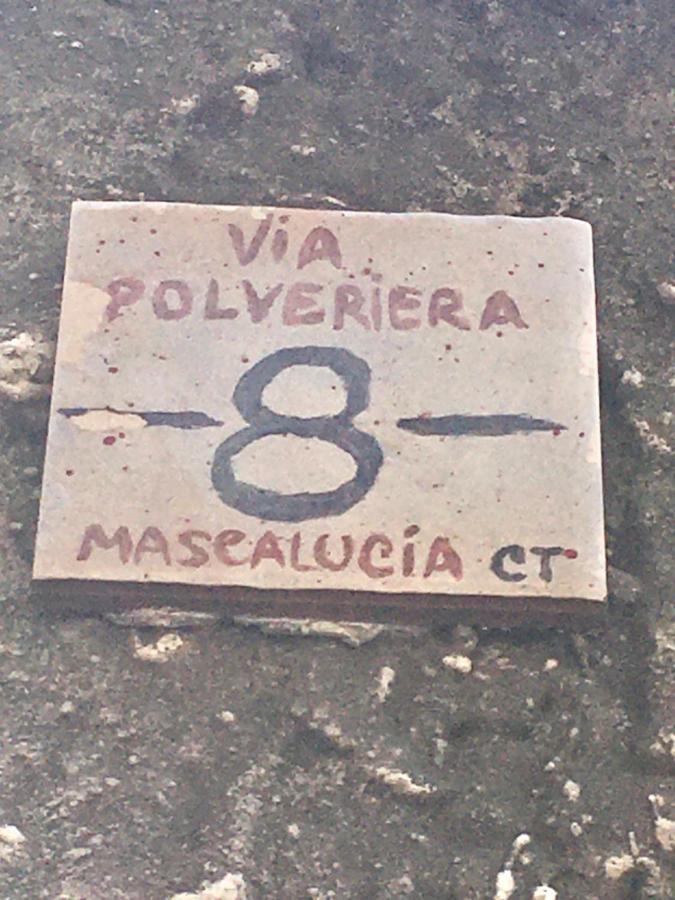 VIA
POLVERIERA
- 8 -
MASCALUCIA CT